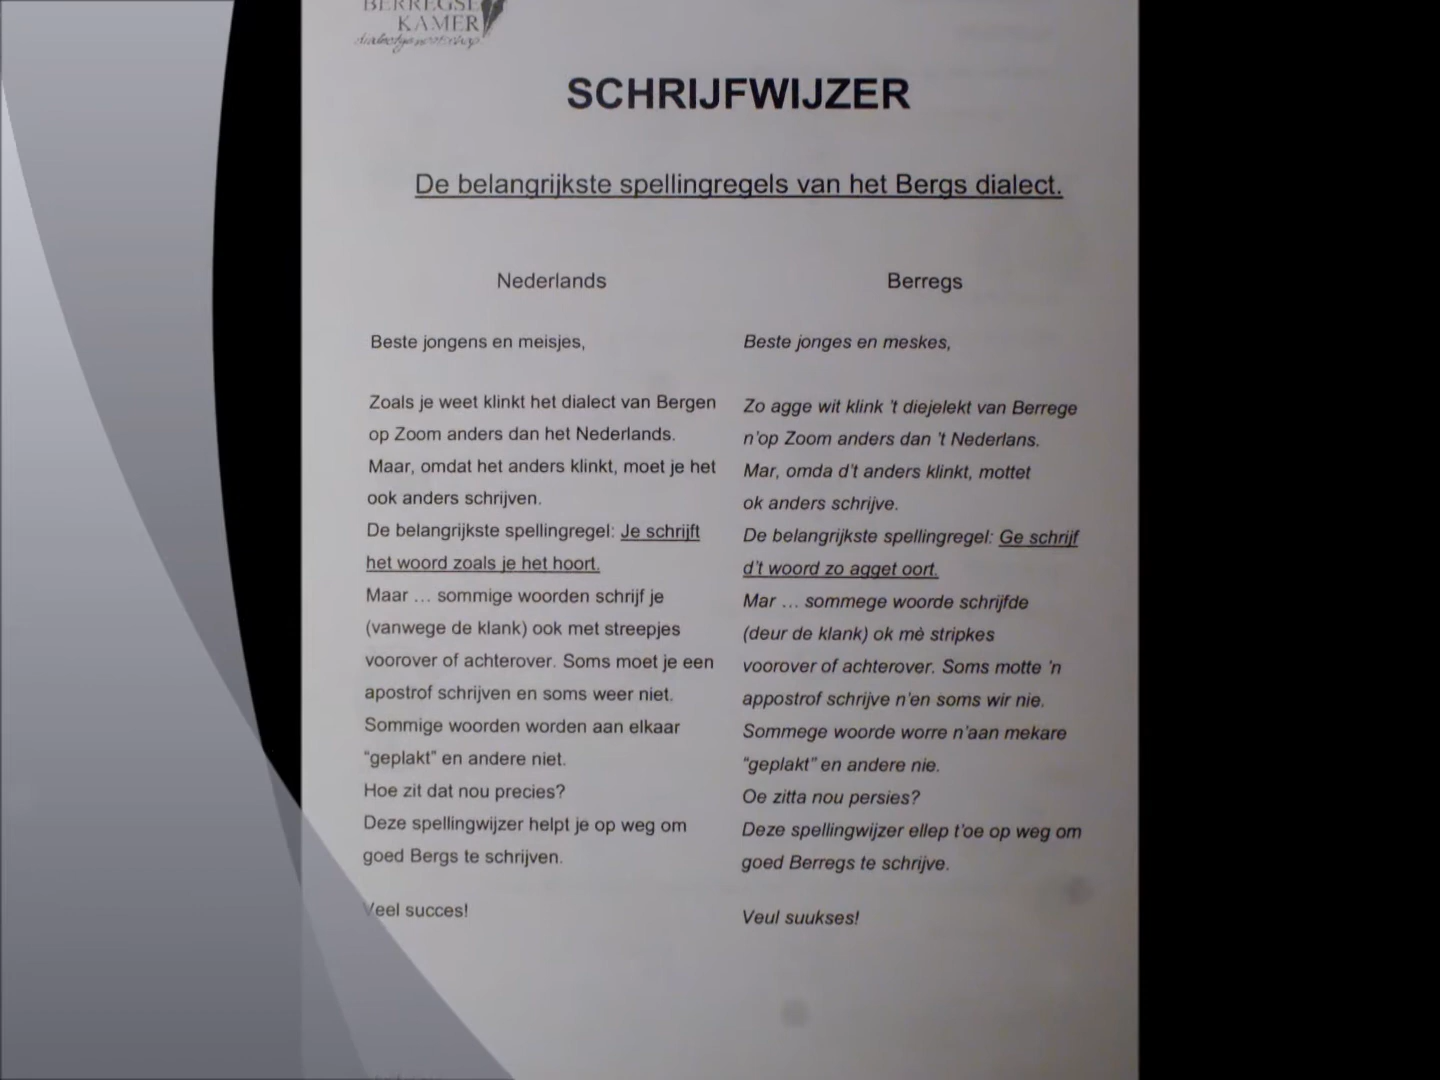 BERREGSE
KAMER
dialectgenootschap
SCHRIJFWIJZER
De belangrijkste spellingregels van het Bergs dialect.
Nederlands
Beste jongens en meisjes,
Zoals je weet klinkt het dialect van Bergen
op Zoom anders dan het Nederlands.
Maar, omdat het anders klinkt, moet je het
ook anders schrijven.
De belangrijkste spellingregel: Je schrijft
het woord zoals je het hoort.
Maar … sommige woorden schrijf je
(vanwege de klank) ook met streepjes
voorover of achterover. Soms moet je een
apostrof schrijven en soms weer niet.
Sommige woorden worden aan elkaar
“geplakt” en andere niet.
Hoe zit dat nou precies?
Deze spellingwijzer helpt je op weg om
goed Bergs te schrijven.
Veel succes!
Berregs
Beste jonges en meskes,
Zo agge wit klink ’t diejelekt van Berrege
n’op Zoom anders dan ’t Nederlans.
Mar, omda d’t anders klinkt, mottet
ok anders schrijve.
De belangrijkste spellingregel: Ge schrijf
d’t woord zo agget oort.
Mar … sommege woorde schrijfde
(deur de klank) ok mè stripkes
voorover of achterover. Soms motte ’n
appostrof schrijve n’en soms wir nie.
Sommege woorde worre n’aan mekare
“geplakt” en andere nie.
Oe zitta nou persies?
Deze spellingwijzer ellep t’oe op weg om
goed Berregs te schrijve.
Veul suukses!